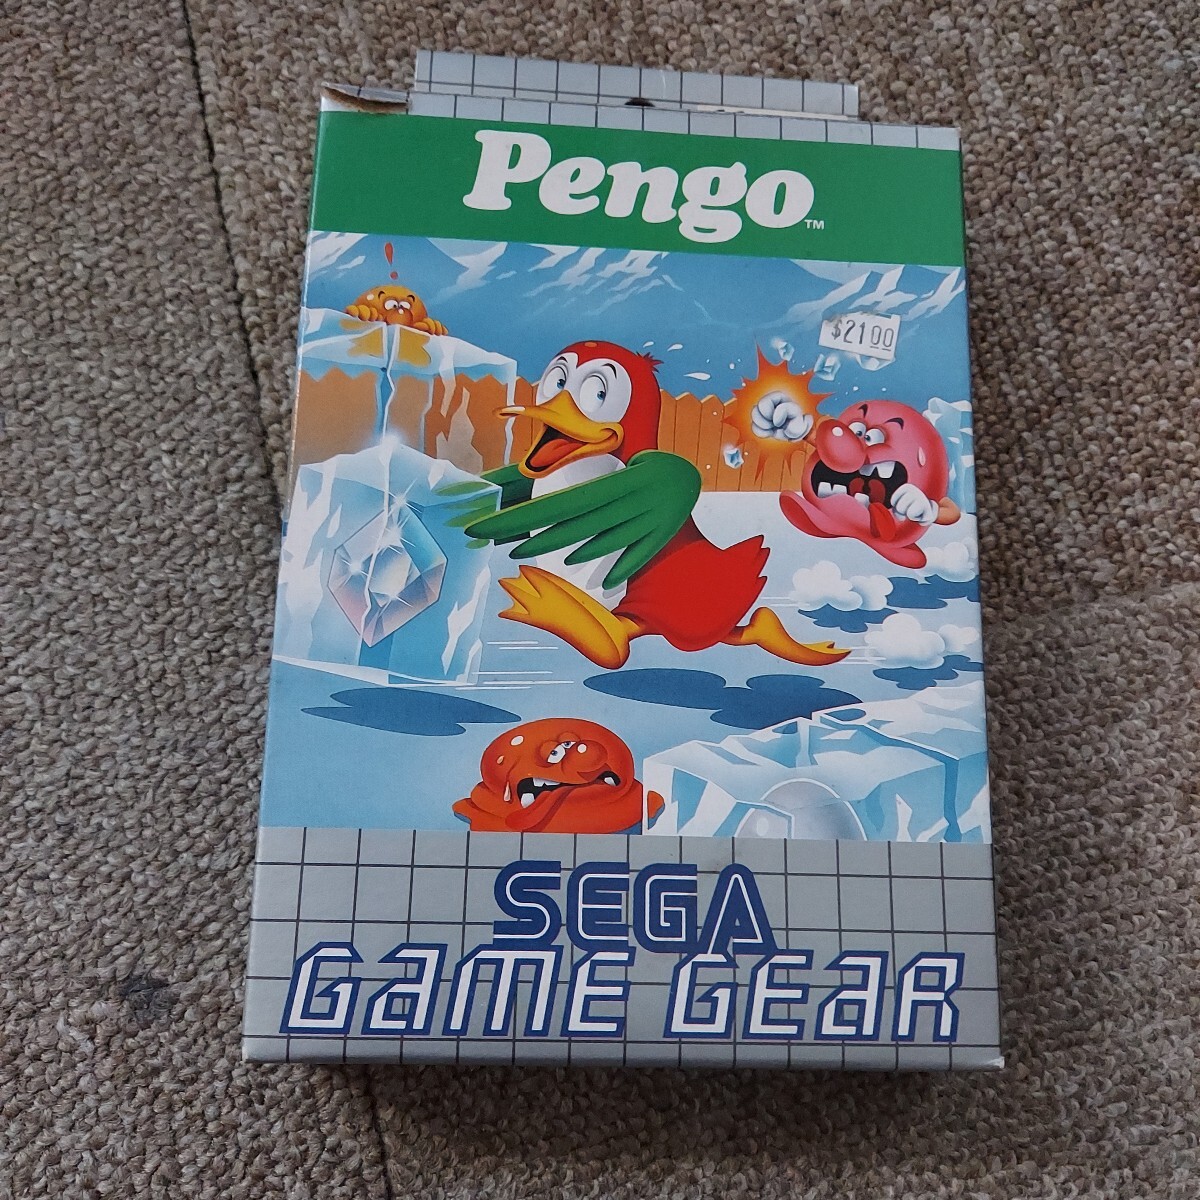 Pengo™
!
$21.00
SEGA
GAME GEAR